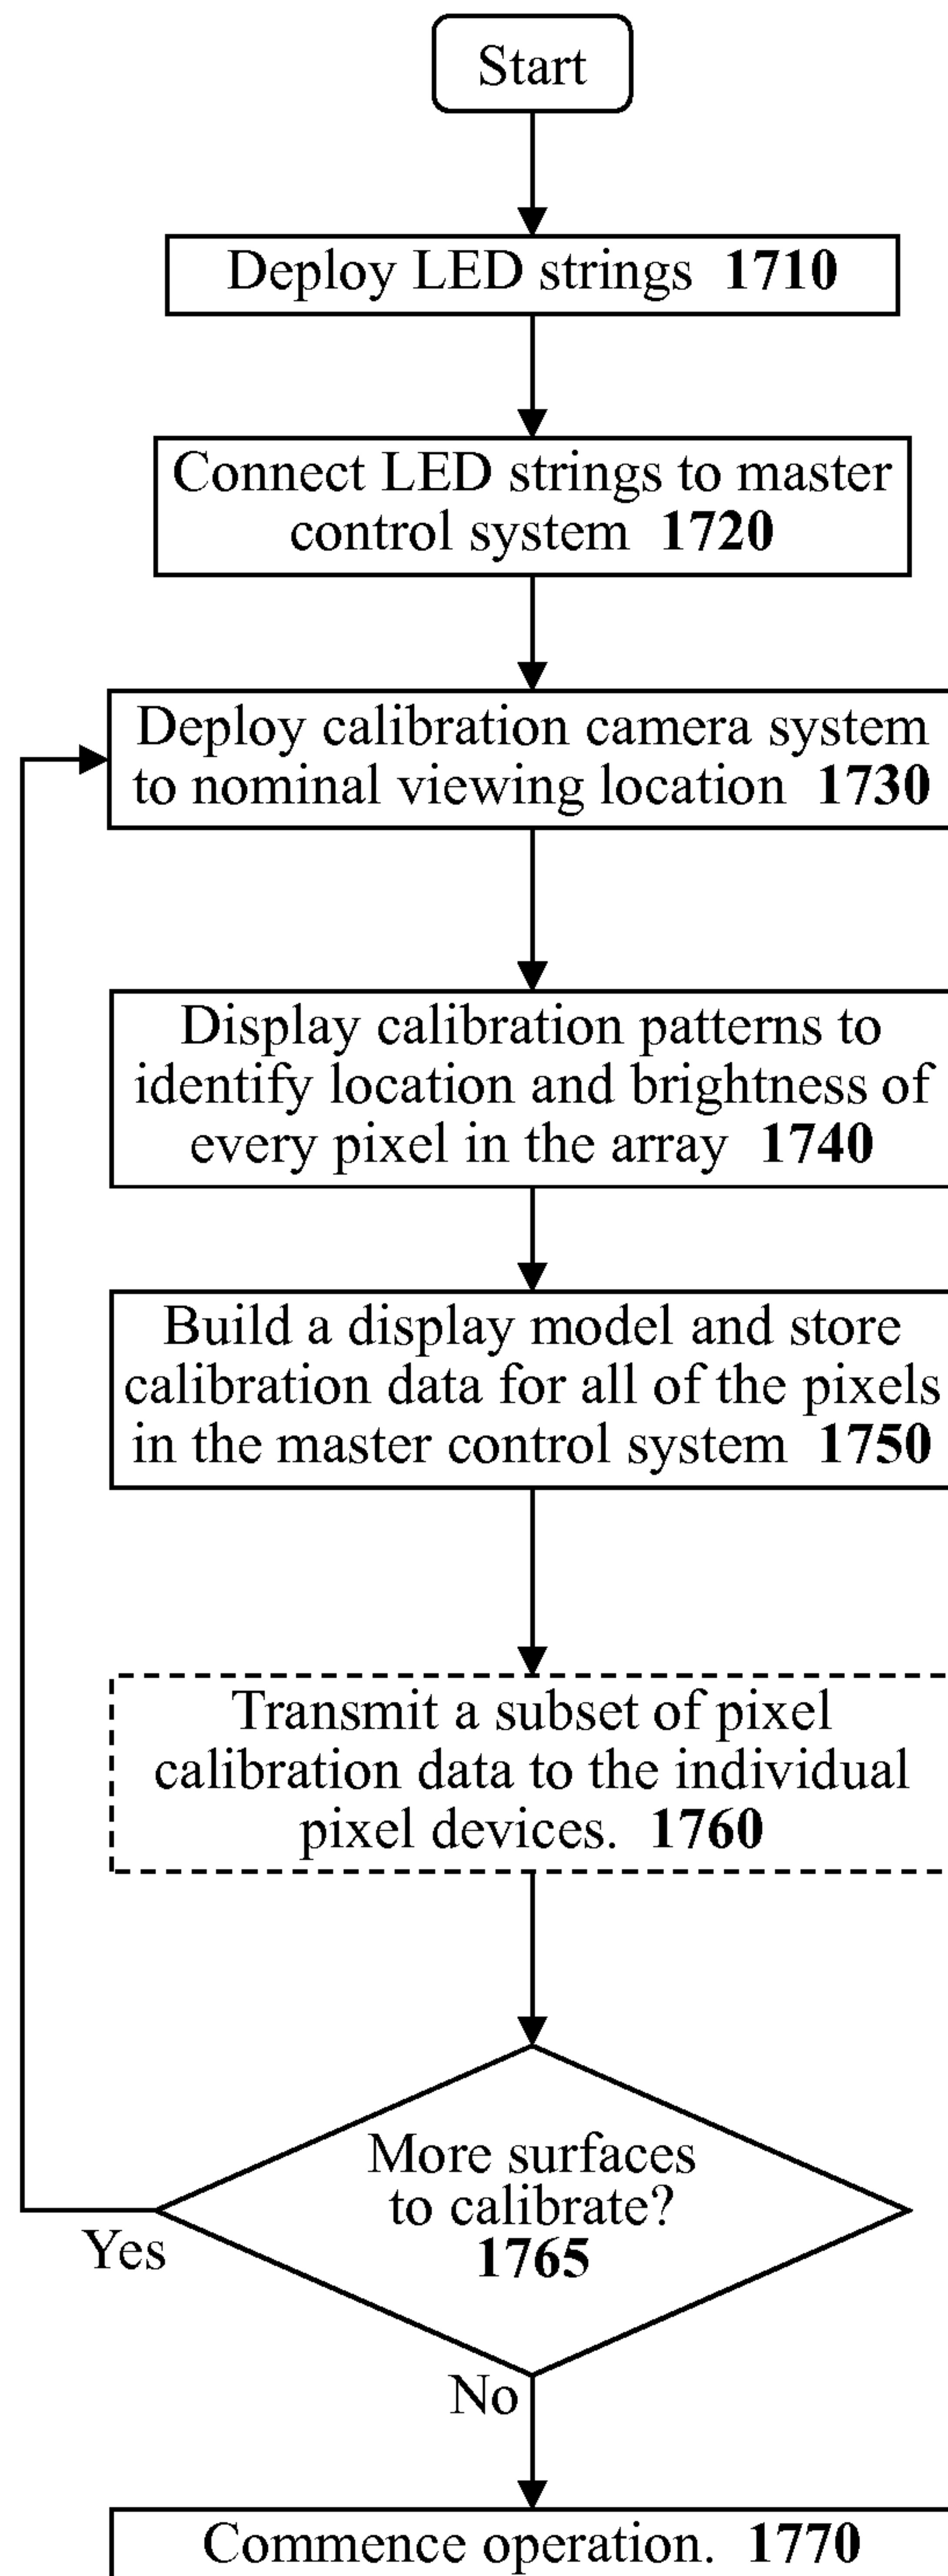 Start
Deploy LED strings 1710
Connect LED strings to master
control system 1720
Deploy calibration camera system
to nominal viewing location 1730
Display calibration patterns to
identify location and brightness of
every pixel in the array 1740
Build a display model and store
calibration data for all of the pixels
in the master control system 1750
Transmit a subset of pixel
calibration data to the individual
pixel devices. 1760
More surfaces
to calibrate?
1765
Yes
No
Commence operation. 1770